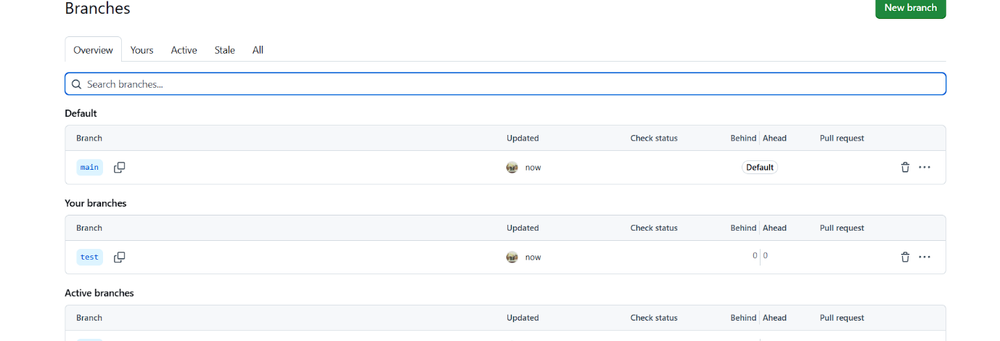 Branches New branch
Overview Yours Active Stale All
Search branches...
Default
Branch Updated Check status Behind Ahead Pull request
main now Default
Your branches
Branch Updated Check status Behind Ahead Pull request
test now 0 0
Active branches
Branch Updated Check status Behind Ahead Pull request